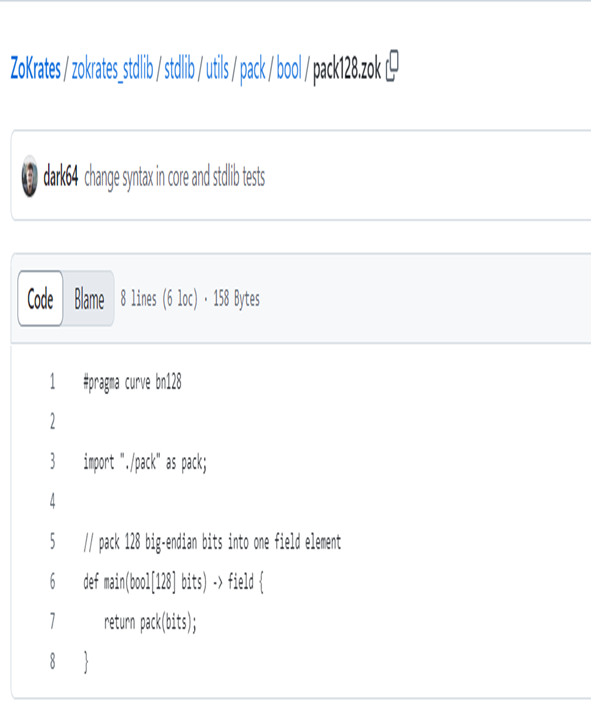 ZoKrates / zokrates_stdlib / stdlib / utils / pack / bool / pack128.zok
dark64 change syntax in core and stdlib tests
Code Blame 8 lines (6 loc) · 158 Bytes
1 #pragma curve bn128
2
3 import "./pack" as pack;
4
5 // pack 128 big-endian bits into one field element
6 def main(bool[128] bits) -> field {
7 return pack(bits);
8 }